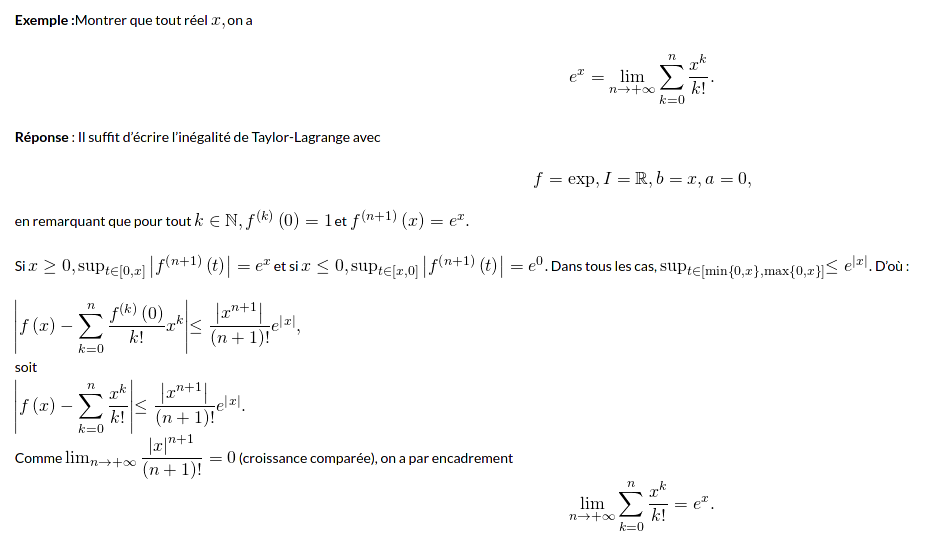 Exemple :Montrer que tout réel $x$, on a
$$e^x = \lim_{n \to +\infty} \sum_{k=0}^{n} \frac{x^k}{k!}.$$
Réponse : Il suffit d'écrire l'inégalité de Taylor-Lagrange avec
$$f = \exp, I = \mathbb{R}, b = x, a = 0,$$
en remarquant que pour tout $k \in \mathbb{N}, f^{(k)}(0) = 1$ et $f^{(n+1)}(x) = e^x$.
Si $x \geq 0, \sup_{t \in [0,x]} \left| f^{(n+1)}(t) \right| = e^x$ et si $x \leq 0, \sup_{t \in [x,0]} \left| f^{(n+1)}(t) \right| = e^0$. Dans tous les cas, $\sup_{t \in [\min\{0,x\},\max\{0,x\}]} \leq e^{|x|}$. D'où :
$$\left| f(x) - \sum_{k=0}^{n} \frac{f^{(k)}(0)}{k!} x^k \right| \leq \frac{|x^{n+1}|}{(n+1)!} e^{|x|},$$
soit
$$\left| f(x) - \sum_{k=0}^{n} \frac{x^k}{k!} \right| \leq \frac{|x^{n+1}|}{(n+1)!} e^{|x|}.$$
Comme $\lim_{n \to +\infty} \frac{|x|^{n+1}}{(n+1)!} = 0$ (croissance comparée), on a par encadrement
$$\lim_{n \to +\infty} \sum_{k=0}^{n} \frac{x^k}{k!} = e^x.$$